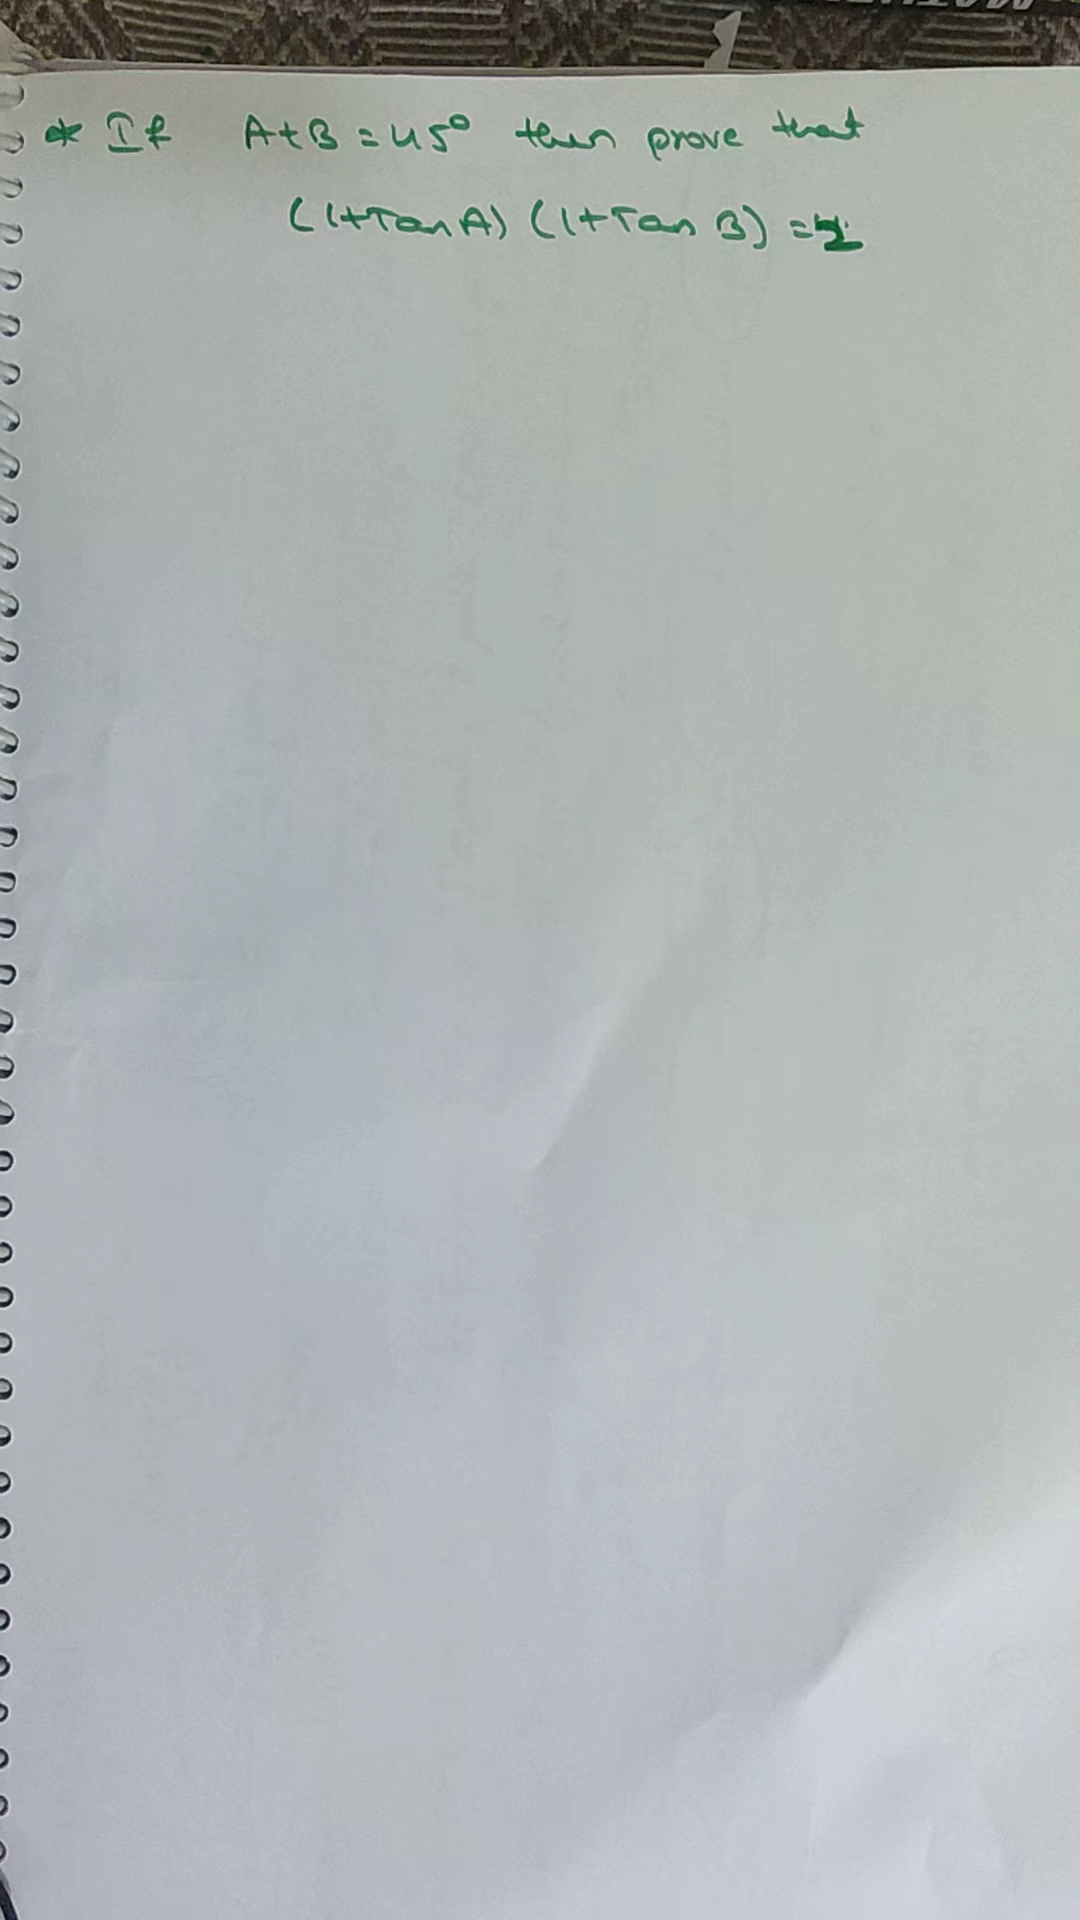 * If A+B = 45° then prove that
(1+Tan A) (1+Tan B) = 2